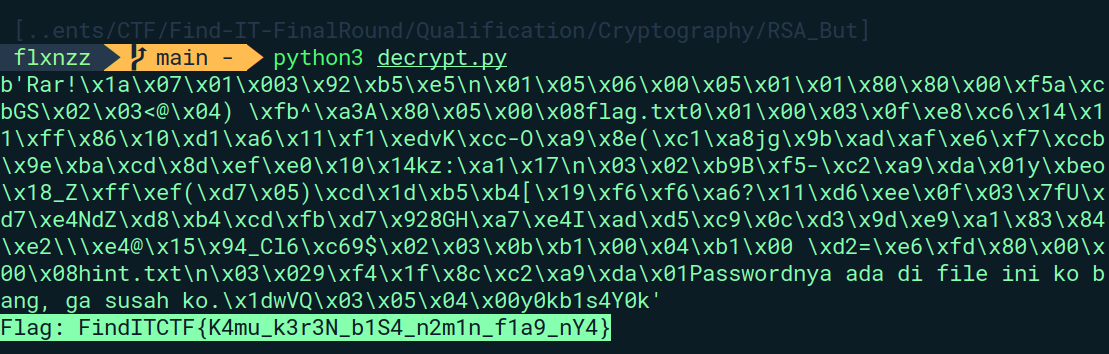 [..ents/CTF/Find-IT-FinalRound/Qualification/Cryptography/RSA_But]
flxnzz main - python3 decrypt.py
b'Rar!\x1a\x07\x01\x003\x92\xb5\xe5\n\x01\x05\x06\x00\x05\x01\x01\x80\x80\x00\xf5a\xc
bGS\x02\x03<@\x04) \xfb^\xa3A\x80\x05\x00\x08flag.txt0\x01\x00\x03\x0f\xe8\xc6\x14\x1
1\xff\x86\x10\xd1\xa6\x11\xf1\xedvK\xcc-O\xa9\x8e(\xc1\xa8jg\x9b\xad\xaf\xe6\xf7\xccb
\x9e\xba\xcd\x8d\xef\xe0\x10\x14kz:\xa1\x17\n\x03\x02\xb9B\xf5-\xc2\xa9\xda\x01y\xbeo
\x18_Z\xff\xef(\xd7\x05)\xcd\x1d\xb5\xb4[\x19\xf6\xf6\xa6?\x11\xd6\xee\x0f\x03\x7fU\x
d7\xe4NdZ\xd8\xb4\xcd\xfb\xd7\x928GH\xa7\xe4I\xad\xd5\xc9\x0c\xd3\x9d\xe9\xa1\x83\x84
\xe2\\\xe4@\x15\x94_Cl6\xc69$\x02\x03\x0b\xb1\x00\x04\xb1\x00 \xd2=\xe6\xfd\x80\x00\x
00\x08hint.txt\n\x03\x029\xf4\x1f\x8c\xc2\xa9\xda\x01Passwordnya ada di file ini ko b
ang, ga susah ko.\x1dwVQ\x03\x05\x04\x00y0kb1s4Y0k'
Flag: FindITCTF{K4mu_k3r3N_b1S4_n2m1n_f1a9_nY4}